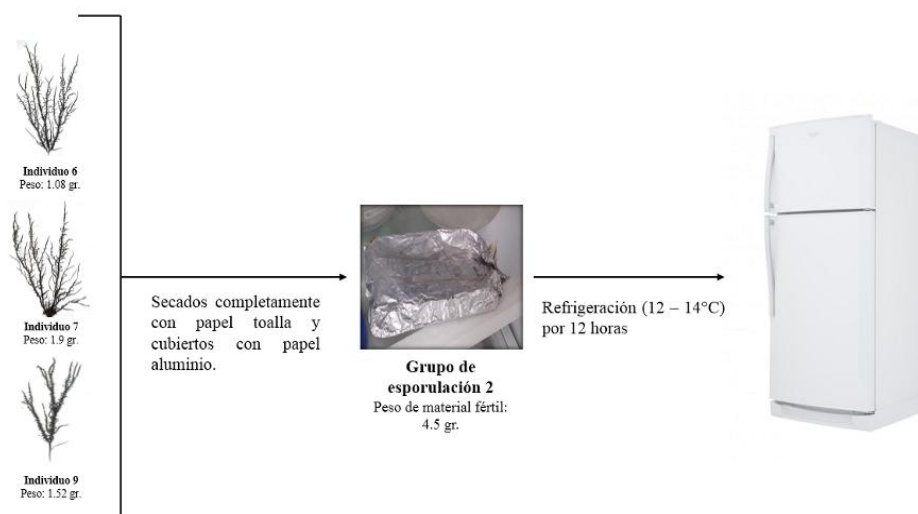 Individuo 6
Peso: 1.08 gr.
Individuo 7
Peso: 1.9 gr.
Individuo 9
Peso: 1.52 gr.
Secados completamente
con papel toalla y
cubiertos con papel
aluminio.
Grupo de
esporulación 2
Peso de material fértil:
4.5 gr.
Refrigeración (12 – 14°C)
por 12 horas